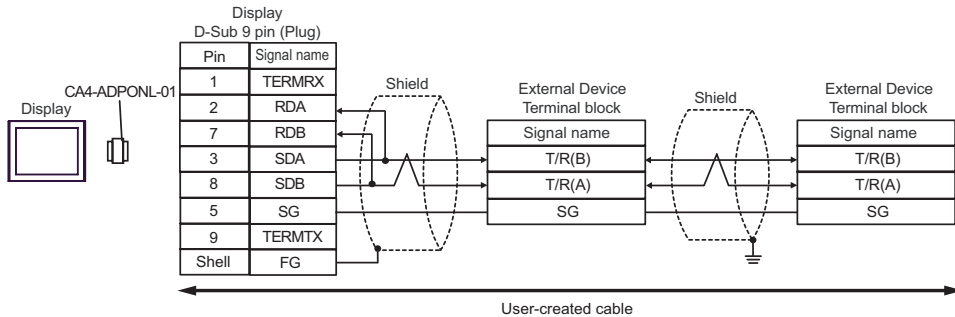 Display
D-Sub 9 pin (Plug)
Pin Signal name
1 TERMRX
2 RDA
7 RDB
3 SDA
8 SDB
5 SG
9 TERMTX
Shell FG
CA4-ADPONL-01
Display
Shield
External Device
Terminal block
Signal name
T/R(B)
T/R(A)
SG
Shield
External Device
Terminal block
Signal name
T/R(B)
T/R(A)
SG
User-created cable